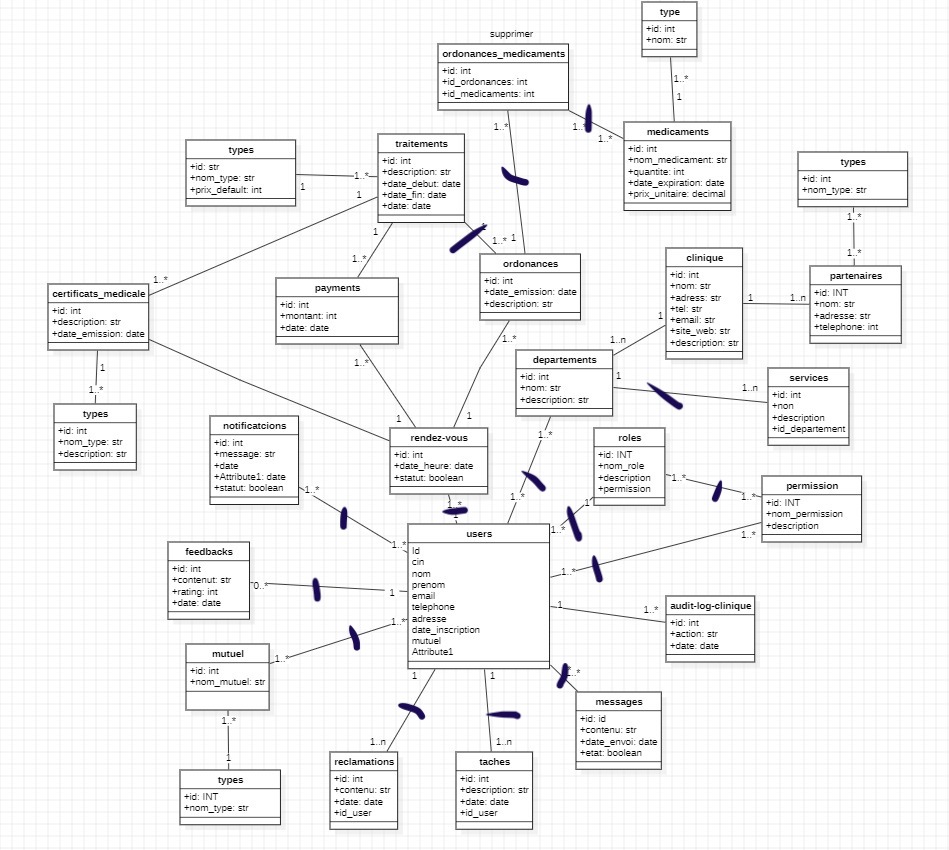 type
+id: int
+nom: str
1..*
1
supprimer
ordonances_medicaments
+id: int
+id_ordonances: int
+id_medicaments: int
1..*
1..*
1..*
medicaments
+id: int
+nom_medicament: str
+quantite: int
+date_expiration: date
+prix_unitaire: decimal
types
+id: str
+nom_type: str
+prix_default: int
1
1..*
traitements
+id: int
+description: str
+date_debut: date
+date_fin: date
+date: date
1
1
1..*
1..*
1
types
+id: int
+nom_type: str
1..*
1..*
partenaires
+id: INT
+nom: str
+adresse: str
+telephone: int
clinique
+id: int
+nom: str
+adress: str
+tel: str
+email: str
+site_web: str
+description: str
1
1..n
1
1..n
ordonances
+id: int
+date_emission: date
+description: str
1..*
1
payments
+id: int
+montant: int
+date: date
1..*
1
1..*
certificats_medicale
+id: int
+description: str
+date_emission: date
1
1..*
types
+id: int
+nom_type: str
+description: str
departements
+id: int
+nom: str
+description: str
1
1..n
1..*
1..*
services
+id: int
+non
+description
+id_departement
notificatcions
+id: int
+message: str
+date
+Attribute1: date
+statut: boolean
1..*
1..*
rendez-vous
+id: int
+date_heure: date
+statut: boolean
1..*
1
roles
+id: INT
+nom_role
+description
+permission
1..*
1..*
1
1..*
permission
+id: INT
+nom_permission
+description
1..*
1..*
users
Id
cin
nom
prenom
email
telephone
adresse
date_inscription
mutuel
Attribute1
feedbacks
+id: int
+contenut: str
+rating: int
+date: date
0..*
1
1
1..*
audit-log-clinique
+id: int
+action: str
+date: date
mutuel
+id: int
+nom_mutuel: str
1..*
1..*
1..*
1
types
+id: INT
+nom_type: str
1
1..n
reclamations
+id: int
+contenu: str
+date: date
+id_user
1
1..n
taches
+id: int
+description: str
+date: date
+id_user
messages
+id: id
+contenu: str
+date_envoi: date
+etat: boolean